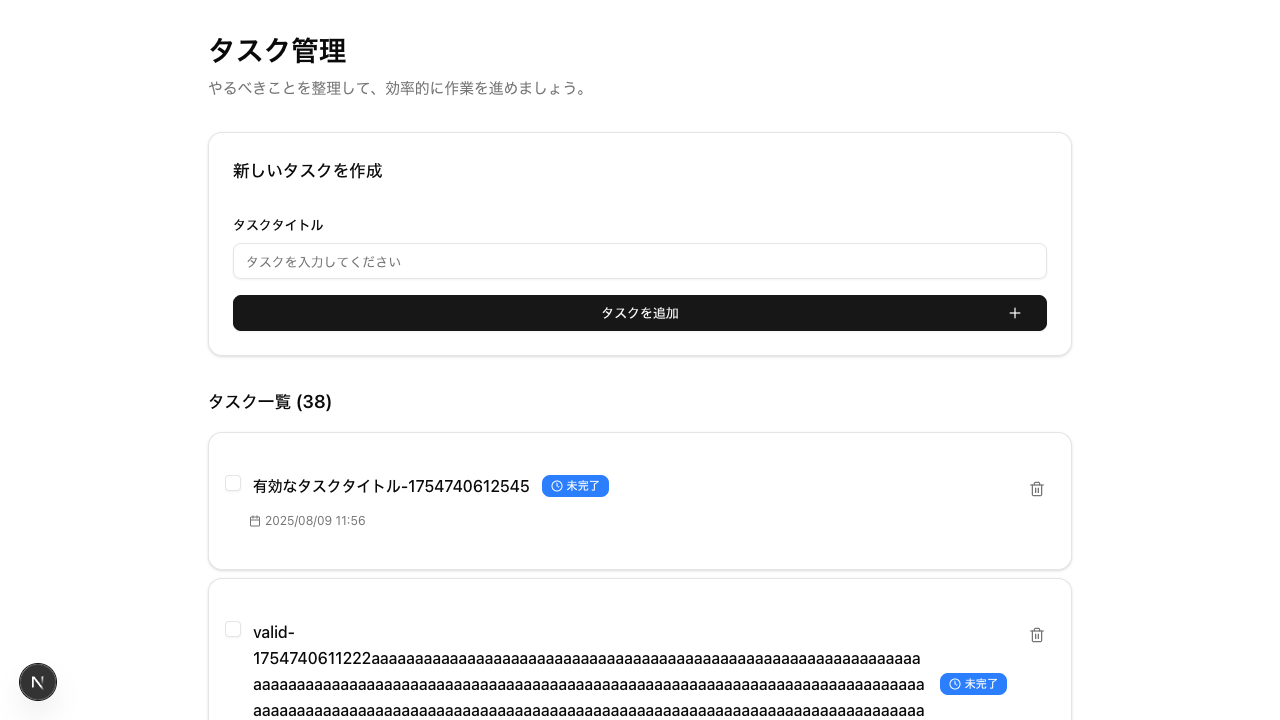 タスク管理
やるべきことを整理して、効率的に作業を進めましょう。
新しいタスクを作成
タスクタイトル
タスクを入力してください
タスクを追加
タスク一覧 (38)
有効なタスクタイトル-1754740612545
未完了
2025/08/09 11:56
valid-
1754740611222aaaaaaaaaaaaaaaaaaaaaaaaaaaaaaaaaaaaaaaaaaaaaaaaaaaaaaaaaaaaaaa
aaaaaaaaaaaaaaaaaaaaaaaaaaaaaaaaaaaaaaaaaaaaaaaaaaaaaaaaaaaaaaaaaaaaaaaaaaaaa
未完了
aaaaaaaaaaaaaaaaaaaaaaaaaaaaaaaaaaaaaaaaaaaaaaaaaaaaaaaaaaaaaaaaaaaaaaaaaaaaa
N